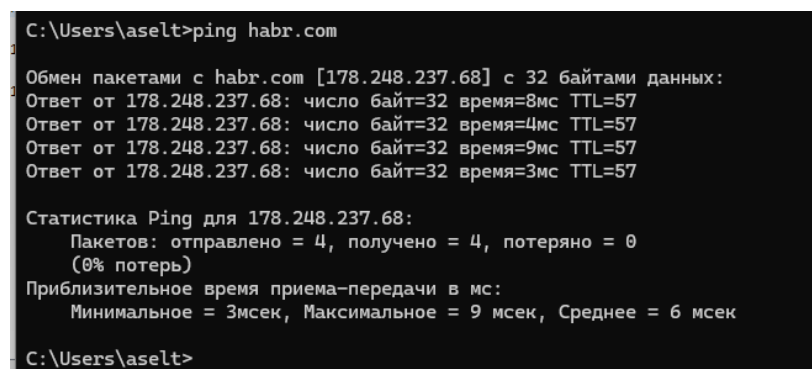 C:\Users\aselt>ping habr.com
Обмен пакетами с habr.com [178.248.237.68] с 32 байтами данных:
Ответ от 178.248.237.68: число байт=32 время=8мс TTL=57
Ответ от 178.248.237.68: число байт=32 время=4мс TTL=57
Ответ от 178.248.237.68: число байт=32 время=9мс TTL=57
Ответ от 178.248.237.68: число байт=32 время=3мс TTL=57
Статистика Ping для 178.248.237.68:
Пакетов: отправлено = 4, получено = 4, потеряно = 0
(0% потерь)
Приблизительное время приема-передачи в мс:
Минимальное = 3мсек, Максимальное = 9 мсек, Среднее = 6 мсек
C:\Users\aselt>